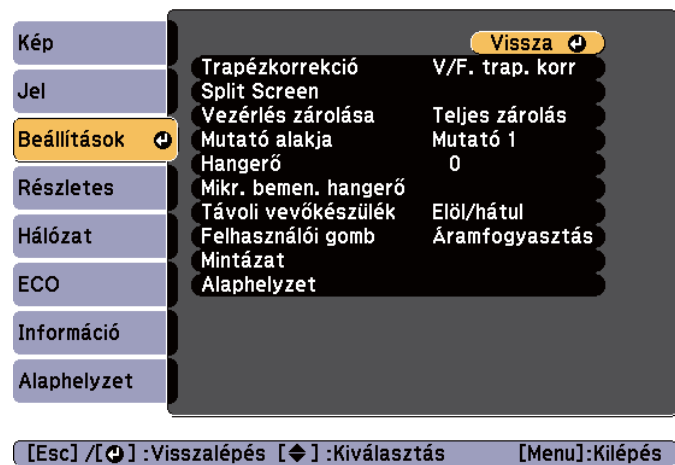 Kép
Jel
Beállítások
Részletes
Hálózat
ECO
Információ
Alaphelyzet
Vissza
Trapézkorrekció V/F. trap. korr
Split Screen
Vezérlés zárolása Teljes zárolás
Mutató alakja Mutató 1
Hangerő 0
Mikr. bemen. hangerő
Távoli vevőkészülék Elöl/hátul
Felhasználói gomb Áramfogyasztás
Mintázat
Alaphelyzet
[Esc] /[⏎] :Visszalépés [◆] :Kiválasztás [Menu]:Kilépés